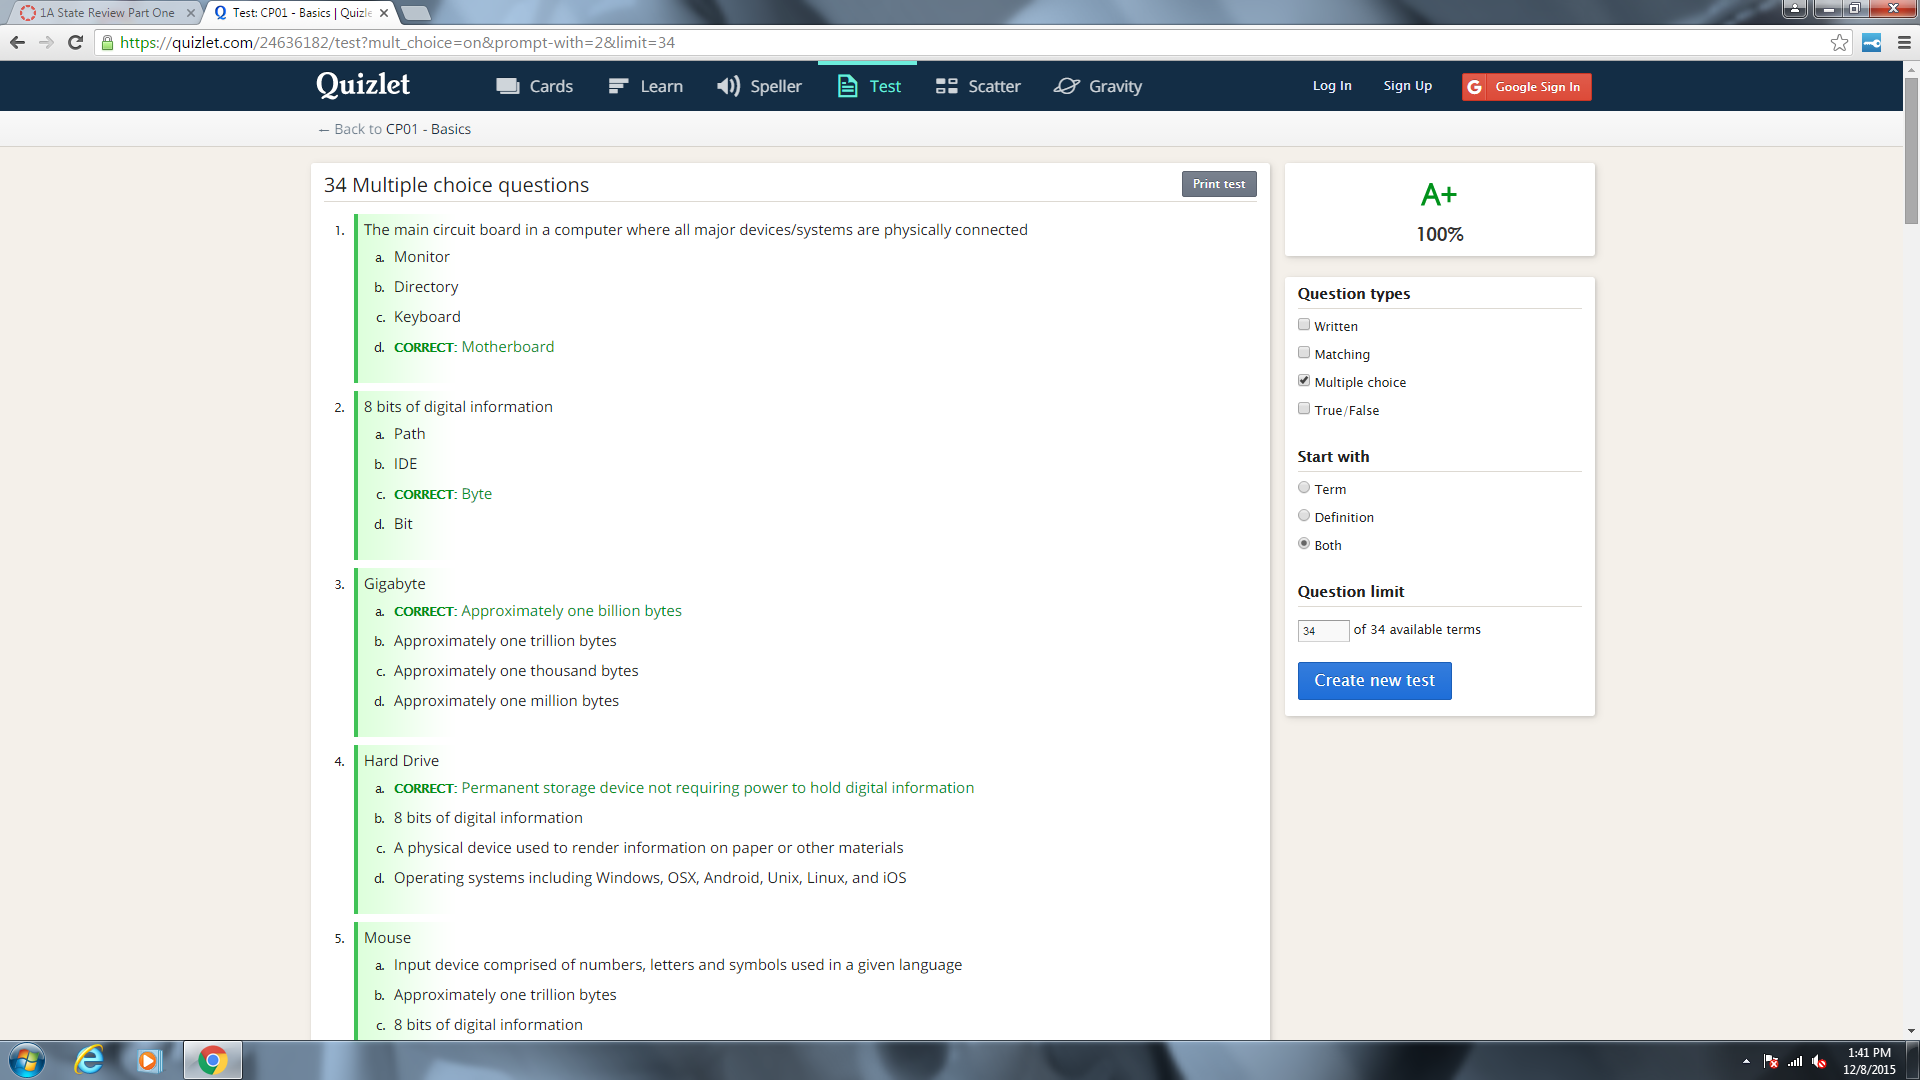 1A State Review Part One
Test: CP01 - Basics | Quizle
https://quizlet.com/24636182/test?mult_choice=on&prompt-with=2&limit=34
Quizlet
Cards
Learn
Speller
Test
Scatter
Gravity
Log In
Sign Up
G Google Sign In
← Back to CP01 - Basics
34 Multiple choice questions
Print test
1. The main circuit board in a computer where all major devices/systems are physically connected
a. Monitor
b. Directory
c. Keyboard
d. CORRECT: Motherboard
2. 8 bits of digital information
a. Path
b. IDE
c. CORRECT: Byte
d. Bit
3. Gigabyte
a. CORRECT: Approximately one billion bytes
b. Approximately one trillion bytes
c. Approximately one thousand bytes
d. Approximately one million bytes
4. Hard Drive
a. CORRECT: Permanent storage device not requiring power to hold digital information
b. 8 bits of digital information
c. A physical device used to render information on paper or other materials
d. Operating systems including Windows, OSX, Android, Unix, Linux, and iOS
5. Mouse
a. Input device comprised of numbers, letters and symbols used in a given language
b. Approximately one trillion bytes
c. 8 bits of digital information
A+
100%
Question types
Written
Matching
Multiple choice
True/False
Start with
Term
Definition
Both
Question limit
34 of 34 available terms
Create new test
1:41 PM
12/8/2015